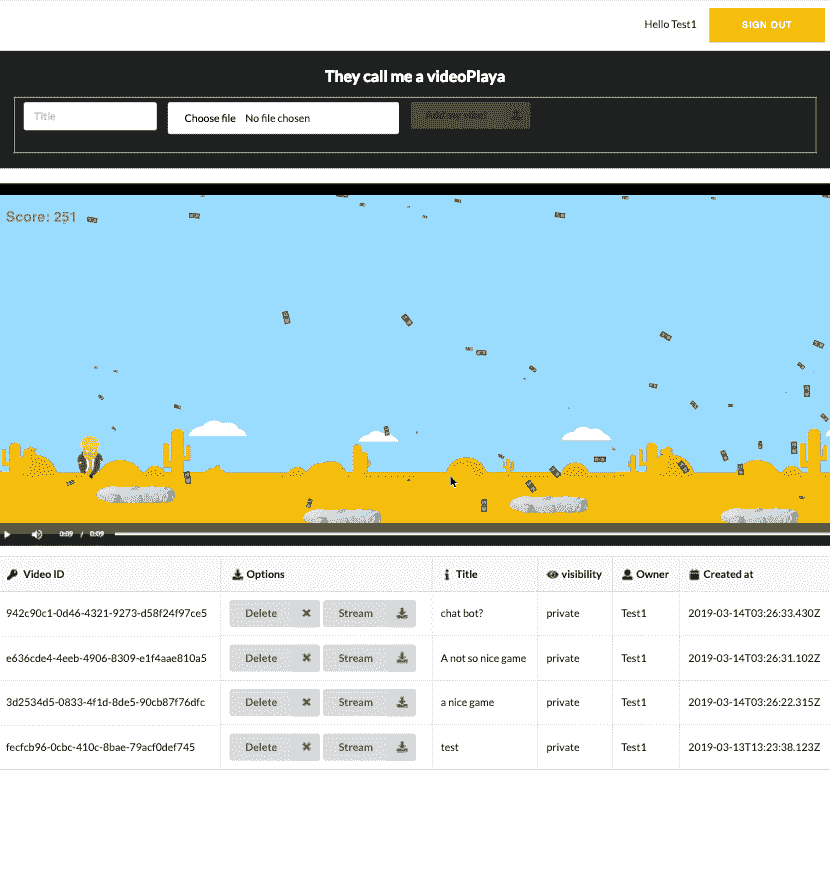 Hello Test1 SIGN OUT
They call me a videoPlaya
Title Choose file No file chosen
Score: 251
0:09 / 0:09
Video ID Options Title visibility Owner Created at
942c90c1-0d46-4321-9273-d58f24f97ce5 Delete Stream chat bot? private Test1 2019-03-14T03:26:33.430Z
e636cde4-4eeb-4906-8309-e1f4aae810a5 Delete Stream A not so nice game private Test1 2019-03-14T03:26:31.102Z
3d2534d5-0833-4f1d-8de5-90cb87f76dfc Delete Stream a nice game private Test1 2019-03-14T03:26:22.315Z
fecfcb96-0cbc-410c-8bae-79acf0def745 Delete Stream test private Test1 2019-03-13T13:23:38.123Z